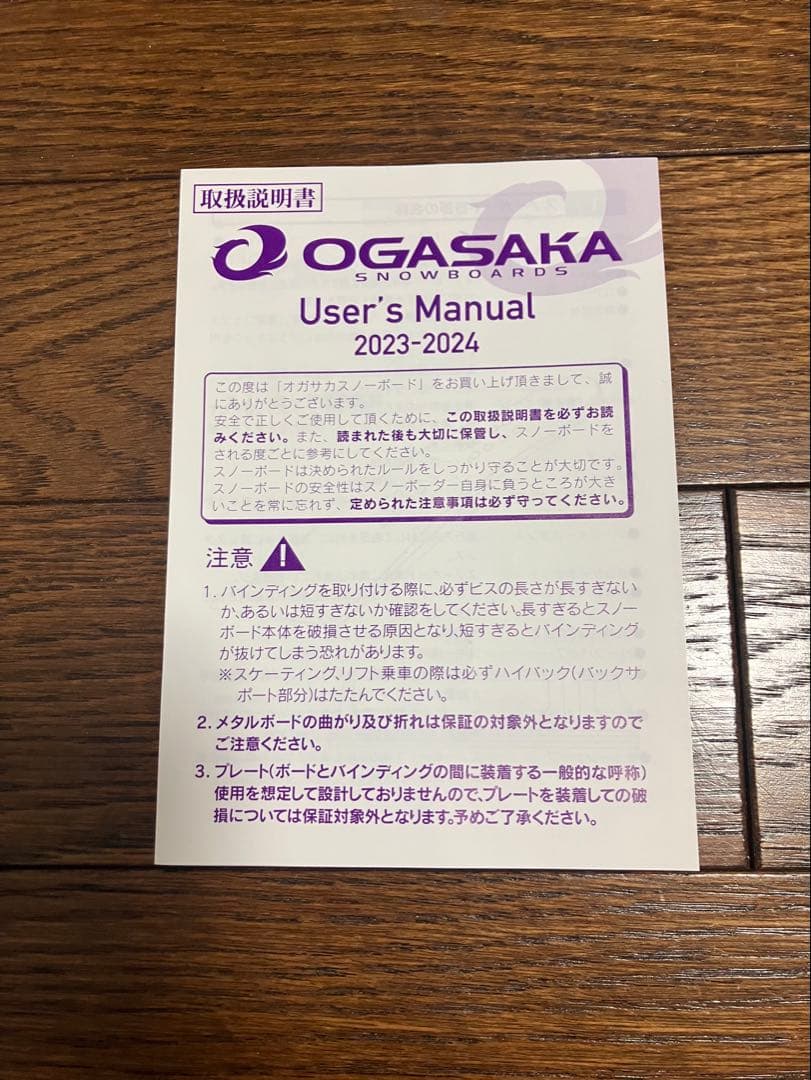 取扱説明書
OGASAKA
SNOWBOARDS
User's Manual
2023-2024
この度は「オガサカスノーボード」をお買い上げ頂きまして、誠
にありがとうございます。
安全で正しくご使用して頂くために、この取扱説明書を必ずお読
みください。また、読まれた後も大切に保管し、スノーボードを
される度ごとに参考にしてください。
スノーボードは決められたルールをしっかり守ることが大切です。
スノーボードの安全性はスノーボーダー自身に負うところが大き
いことを常に忘れず、定められた注意事項は必ず守ってください。
注意
1. バインディングを取り付ける際に、必ずビスの長さが長すぎない
か、あるいは短すぎないか確認をしてください。長すぎるとスノー
ボード本体を破損させる原因となり、短すぎるとバインディング
が抜けてしまう恐れがあります。
※スケーティング、リフト乗車の際は必ずハイバック(バックサ
ポート部分)はたたんでください。
2. メタルボードの曲がり及び折れは保証の対象外となりますので
ご注意ください。
3. プレート(ボードとバインディングの間に装着する一般的な呼称)
使用を想定して設計しておりませんので、プレートを装着しての破
損については保証対象外となります。予めご了承ください。